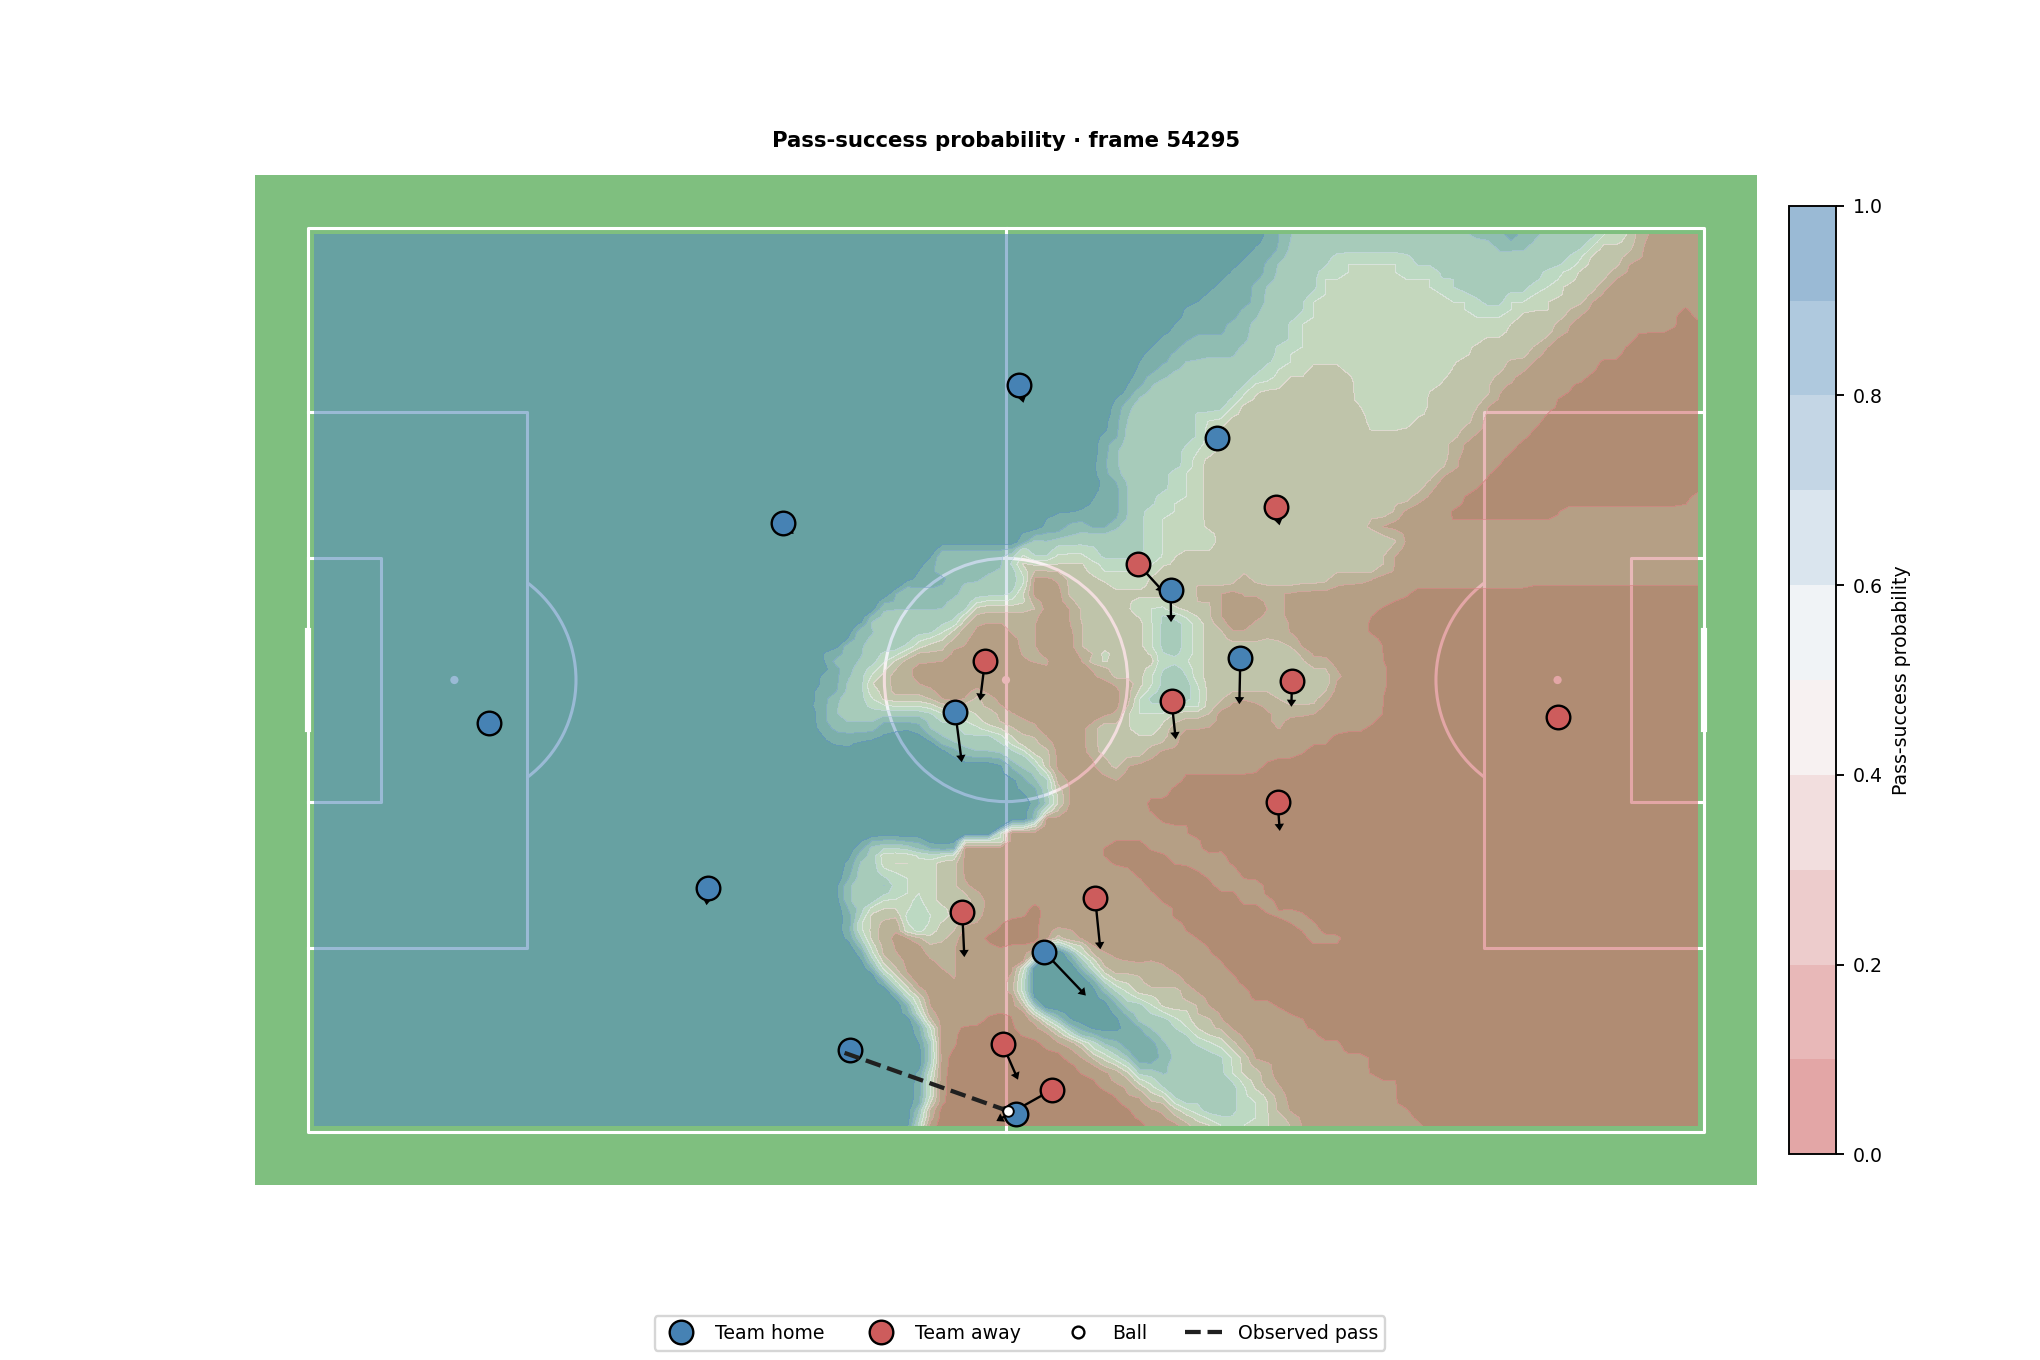 Pass-success probability · frame 54295
1.0
0.8
0.6
0.4
0.2
0.0
Pass-success probability
Team home
Team away
Ball
Observed pass